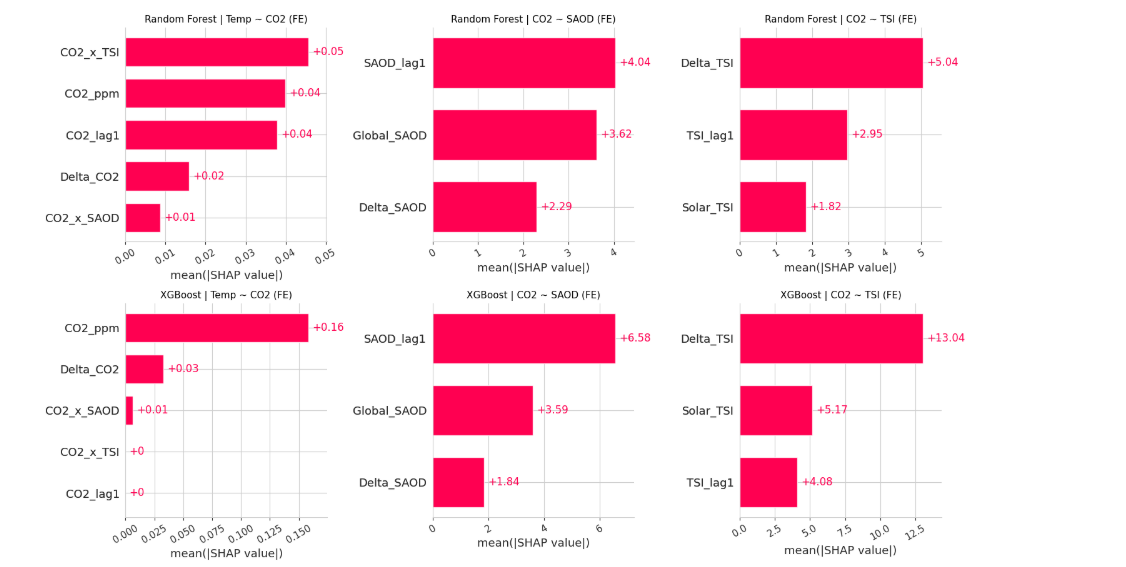 Random Forest | Temp ~ CO2 (FE)
CO2_x_TSI
+0.05
CO2_ppm
+0.04
CO2_lag1
+0.04
Delta_CO2
+0.02
CO2_x_SAOD
+0.01
0.00 0.01 0.02 0.03 0.04 0.05
mean(|SHAP value|)
Random Forest | CO2 ~ SAOD (FE)
SAOD_lag1
+4.04
Global_SAOD
+3.62
Delta_SAOD
+2.29
0 1 2 3 4
mean(|SHAP value|)
Random Forest | CO2 ~ TSI (FE)
Delta_TSI
+5.04
TSI_lag1
+2.95
Solar_TSI
+1.82
0 1 2 3 4 5
mean(|SHAP value|)
XGBoost | Temp ~ CO2 (FE)
CO2_ppm
+0.16
Delta_CO2
+0.03
CO2_x_SAOD
+0.01
CO2_x_TSI
+0
CO2_lag1
+0
0.000 0.025 0.050 0.075 0.100 0.125 0.150
mean(|SHAP value|)
XGBoost | CO2 ~ SAOD (FE)
SAOD_lag1
+6.58
Global_SAOD
+3.59
Delta_SAOD
+1.84
0 2 4 6
mean(|SHAP value|)
XGBoost | CO2 ~ TSI (FE)
Delta_TSI
+13.04
Solar_TSI
+5.17
TSI_lag1
+4.08
0.0 2.5 5.0 7.5 10.0 12.5
mean(|SHAP value|)